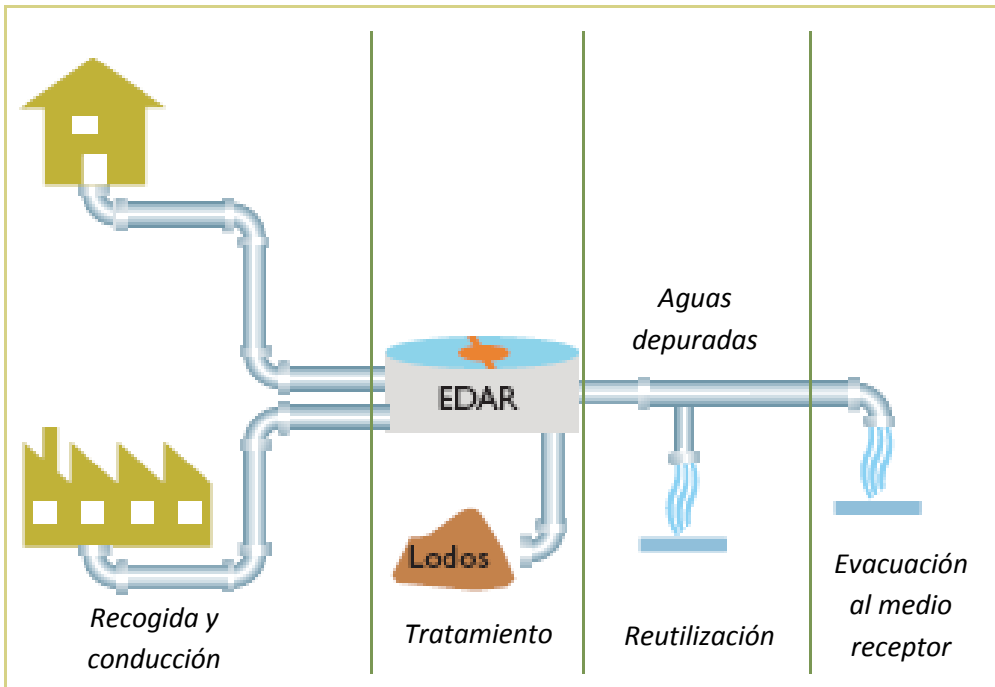 Aguas
depuradas
EDAR
Lodos
Recogida y
conducción
Tratamiento
Reutilización
Evacuación
al medio
receptor